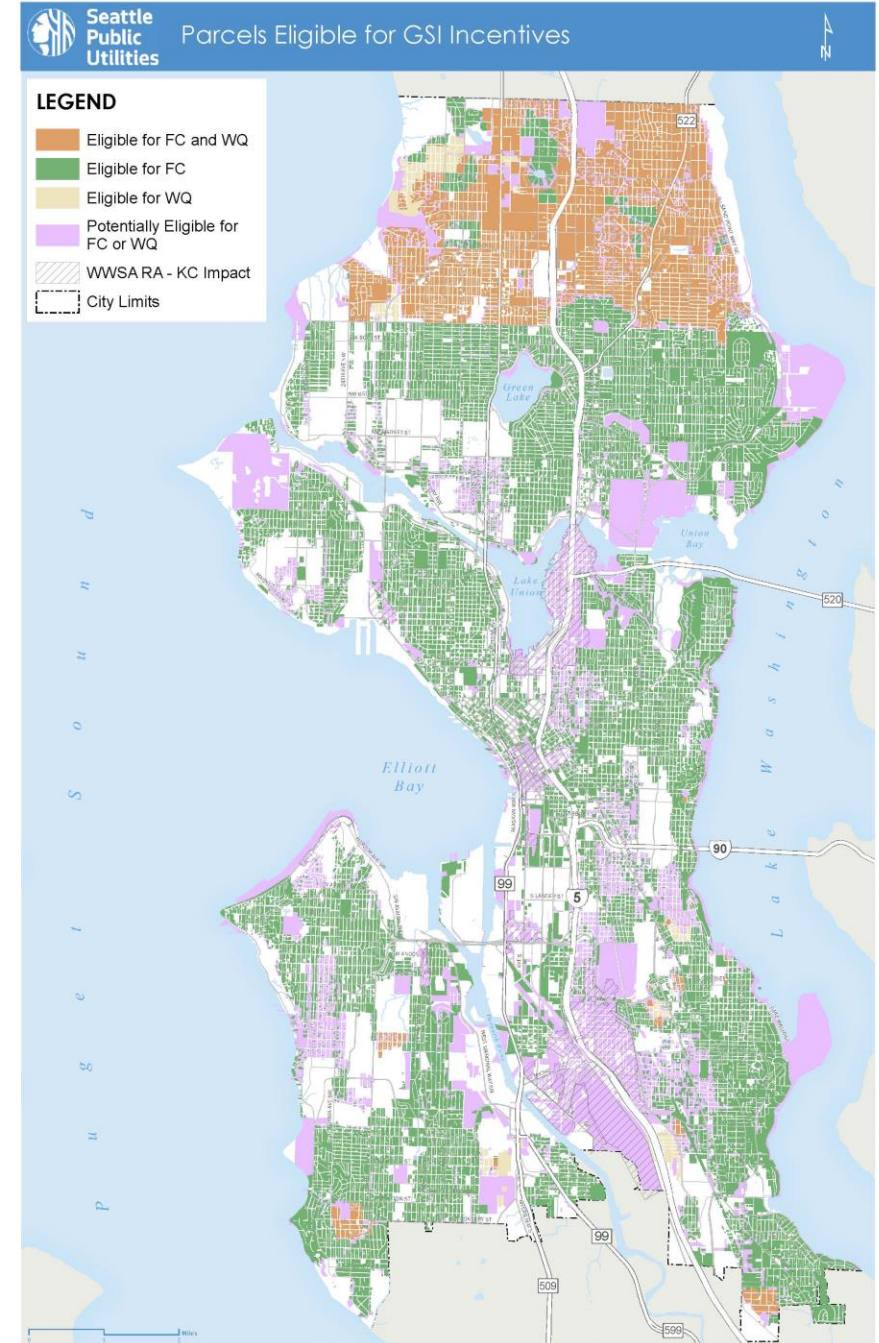 Seattle
Public
Utilities
Parcels Eligible for GSI Incentives
N
LEGEND
Eligible for FC and WQ
Eligible for FC
Eligible for WQ
Potentially Eligible for
FC or WQ
WWSA RA - KC Impact
City Limits
522
Green
Lake
Union
Bay
Lake
Union
520
Puget Sound
Lake Washington
Elliott
Bay
90
99
5
99
509
599
Miles